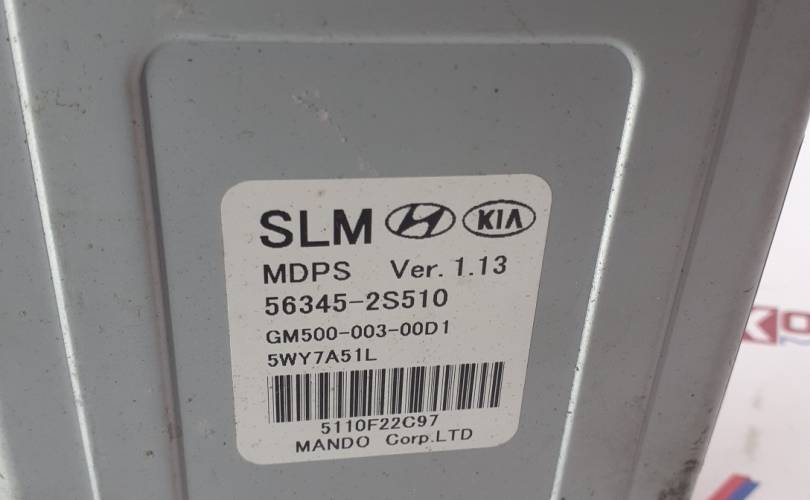 SLM KIA
MDPS Ver. 1.13
56345-2S510
GM500-003-00D1
5WY7A51L
5110F22C97
MANDO Corp.LTD